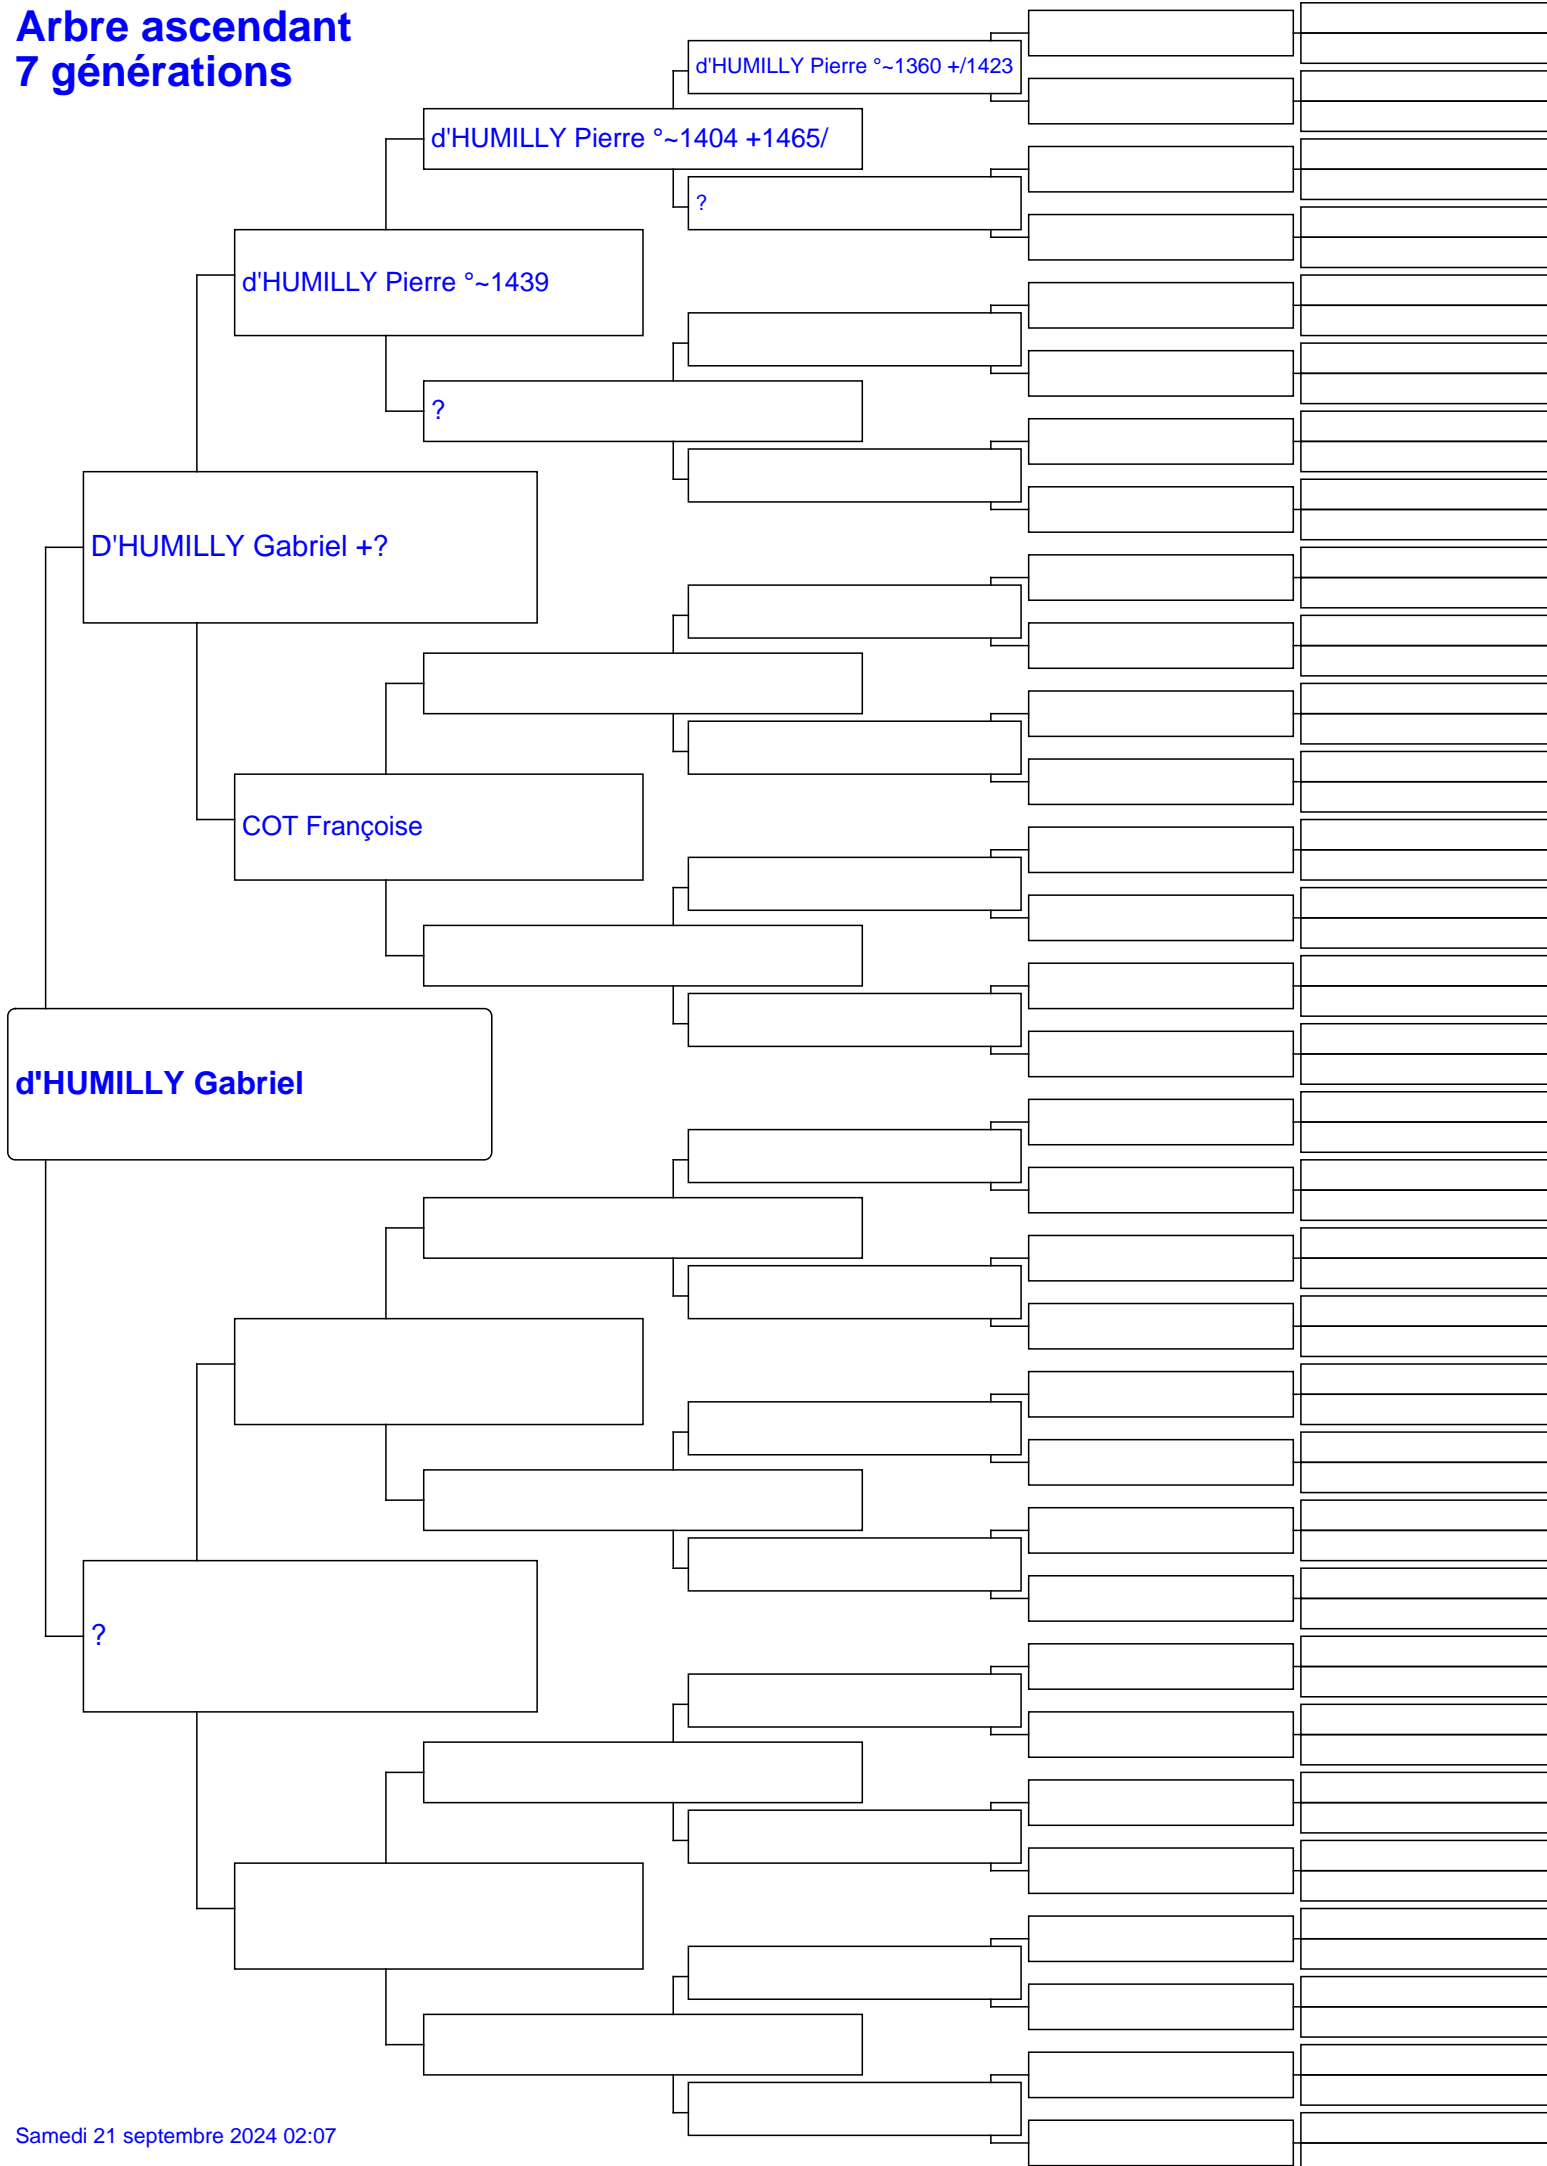 Arbre ascendant
7 générations
d'HUMILLY Pierre °~1360 +/1423
d'HUMILLY Pierre °~1404 +1465/
?
d'HUMILLY Pierre °~1439
?
D'HUMILLY Gabriel +?
COT Françoise
d'HUMILLY Gabriel
?
Samedi 21 septembre 2024 02:07